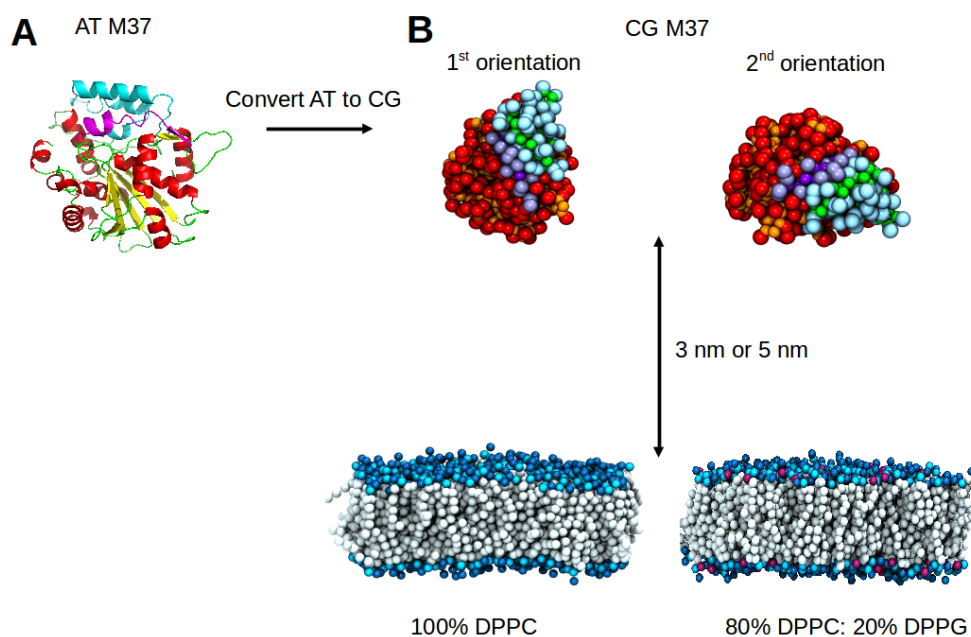 A
AT M37
Convert AT to CG
B
CG M37
1st orientation
2nd orientation
3 nm or 5 nm
100% DPPC
80% DPPC: 20% DPPG